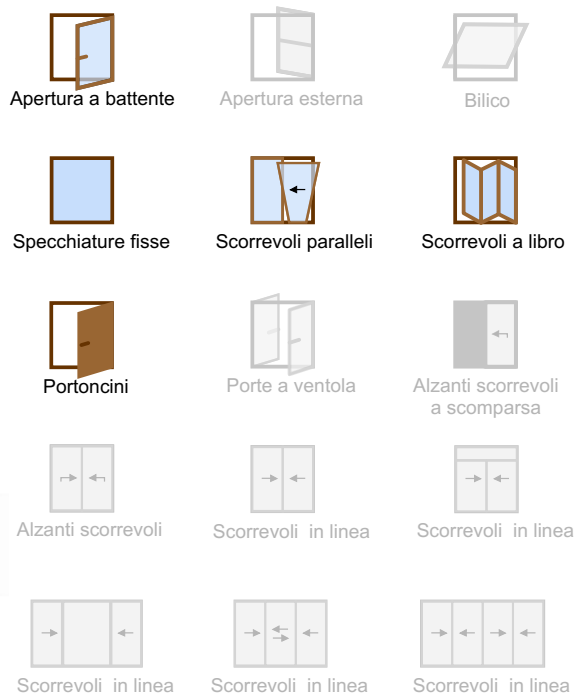 Apertura a battente
Apertura esterna
Bilico
Specchiature fisse
Scorrevoli paralleli
Scorrevoli a libro
Portoncini
Porte a ventola
Alzanti scorrevoli
a scomparsa
Alzanti scorrevoli
Scorrevoli in linea
Scorrevoli in linea
Scorrevoli in linea
Scorrevoli in linea
Scorrevoli in linea